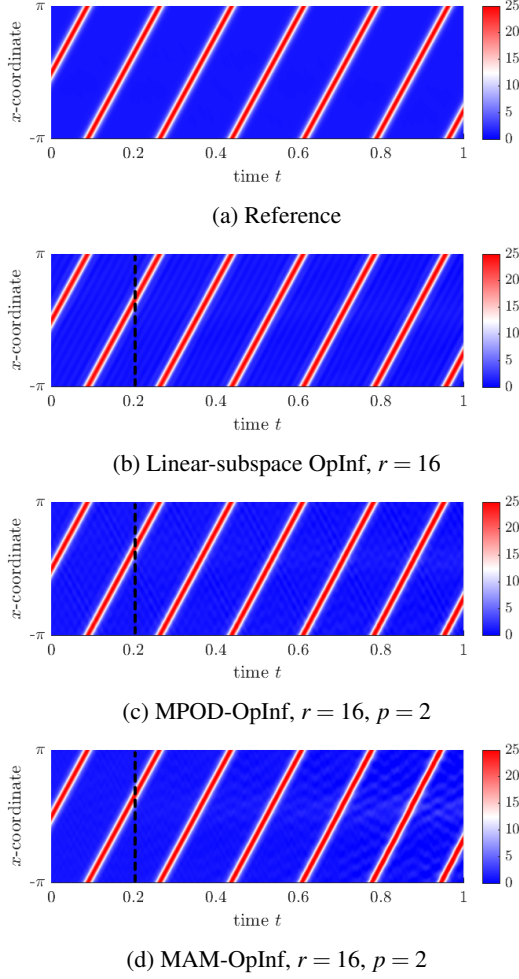 π
x-coordinate
-π
0 0.2 0.4 0.6 0.8 1
time t
25
20
15
10
5
0
(a) Reference
π
x-coordinate
-π
0 0.2 0.4 0.6 0.8 1
time t
25
20
15
10
5
0
(b) Linear-subspace OpInf, r = 16
π
x-coordinate
-π
0 0.2 0.4 0.6 0.8 1
time t
25
20
15
10
5
0
(c) MPOD-OpInf, r = 16, p = 2
π
x-coordinate
-π
0 0.2 0.4 0.6 0.8 1
time t
25
20
15
10
5
0
(d) MAM-OpInf, r = 16, p = 2